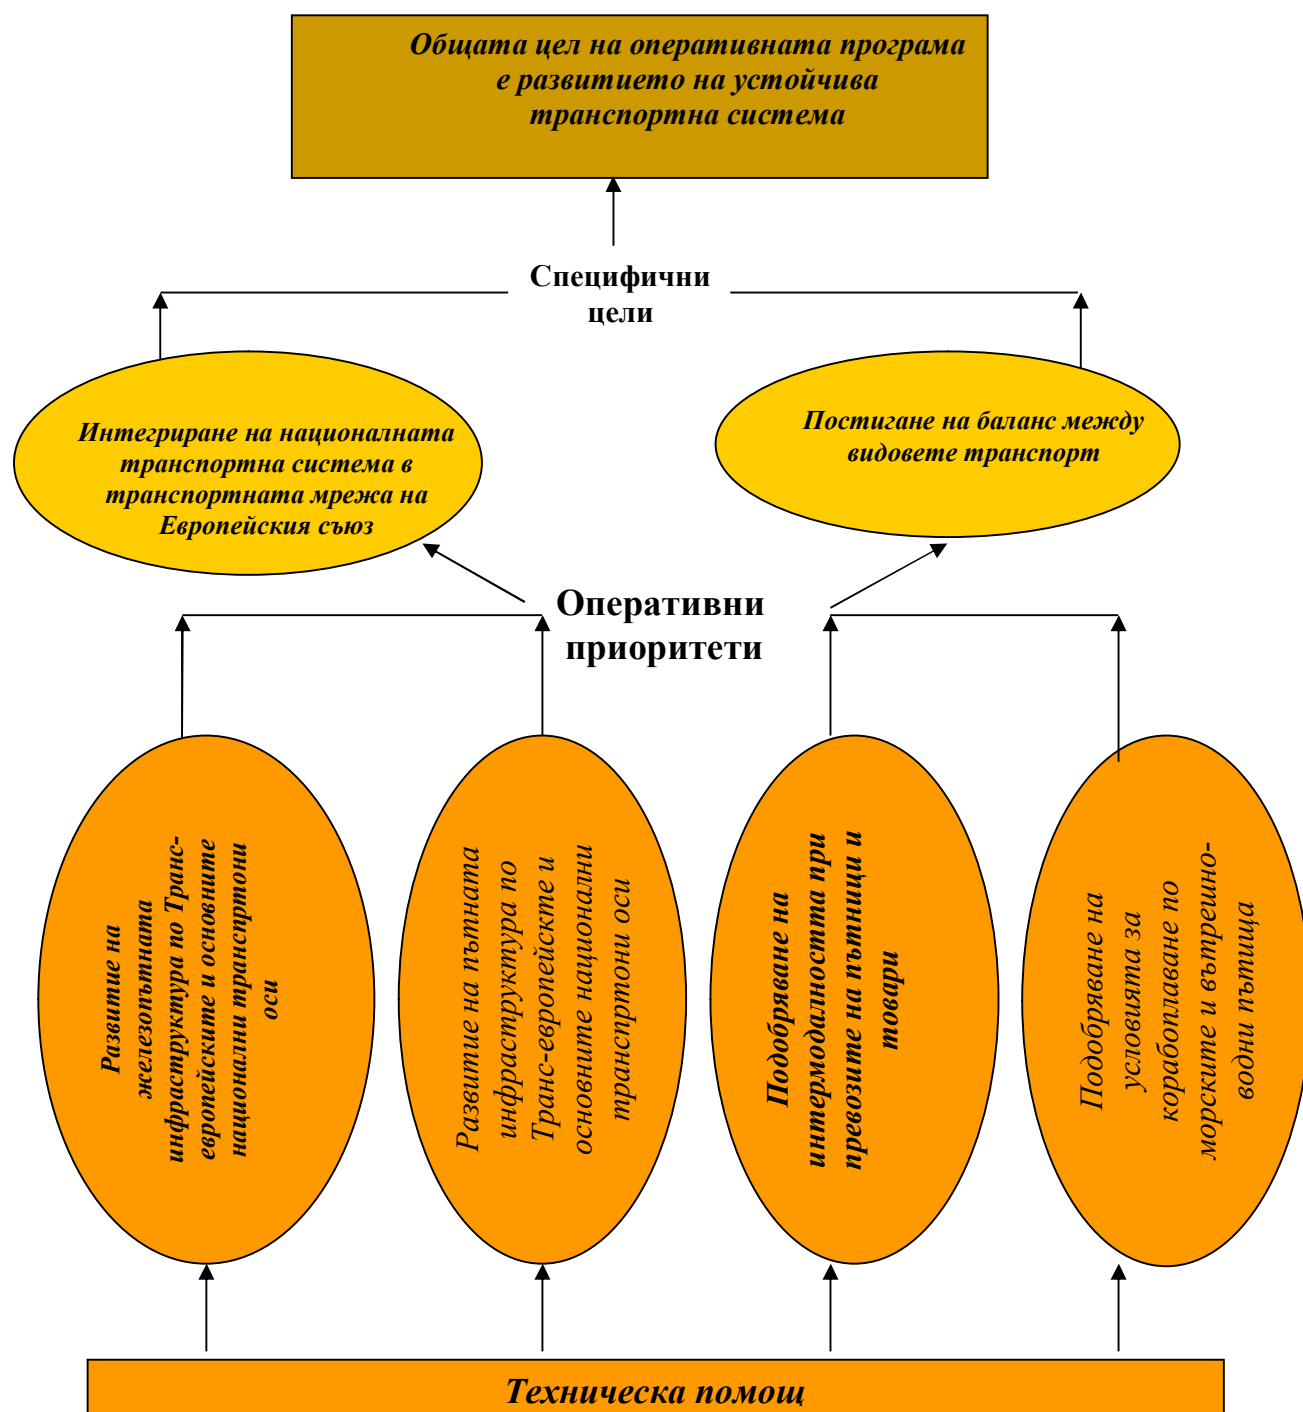 Общата цел на оперативната програма
е развитието на устойчива
транспортна система
Специфични
цели
Интегриране на националната
транспортна система в
транспортната мрежа на
Европейския съюз
Постигане на баланс между
видовете транспорт
Оперативни
приоритети
Развитие на
железопътната
инфраструктура по Транс-
европейските и основните
национални транспртони
оси
Развитие на пътната
инфраструктура по
Транс-европейскте и
основните национални
транспртони оси
Подобряване на
интермодалността при
превозите на пътници и
товари
Подобряване на
условията за
корабоплаване по
морските и вътрешно-
водни пътища
Техническа помощ